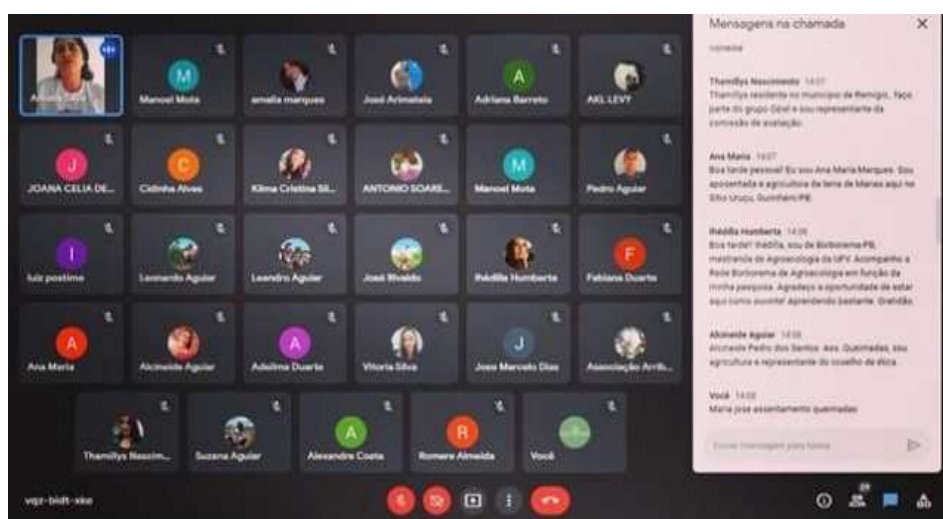 Mensagens na chamada
Manoel Mota
amalia marques
José Arimateia
Adriana Barreto
AKL LEVY
JOANA CELIA DE...
Cidinha Alves
Kilma Cristina Sil...
ANTONIO SOARE...
Manoel Mota
Pedro Aguiar
luiz postimo
Leomanto Aguiar
Leandro Aguiar
José Rivaldo
Ihédilla Humberta
Fabiana Duarte
Ana Maria
Alcineide Aguiar
Adeilma Duarte
Vitoria Silva
Jose Marcelo Dias
Associação Arrib...
Thamillys Nascim...
Suzana Aguiar
Alexandre Costa
Romere Almeida
Você
vqz-bidt-xke
Thamillys Nascimento 14:07
Thamillys residente no município de Remígio, faço
parte do grupo e sou representante da
comissão de avaliação.
Ana Maria 14:07
Boa tarde pessoal! Eu sou Ana Maria Marques. Sou
aposentada e agricultora da feira de Marias aqui no
Sítio Uruçu, Gurinhém/PB.
Ihédilla Humberta 14:08
Boa tarde! Ihédilla, sou de Borborema-PB,
mestranda de Agroecologia da UFV. Acompanho a
Rede Borborema de Agroecologia em função da
minha pesquisa. Agradeço a oportunidade de estar
aqui como ouvinte! Aprendendo bastante. Gratidão.
Alcineide Aguiar 14:08
Alcineide Pedro dos Santos. Ass. Queimadas, sou
agricultura e representante do conselho de ética.
Você 14:08
Maria jose assentamento queimadas
Enviar mensagem para todos